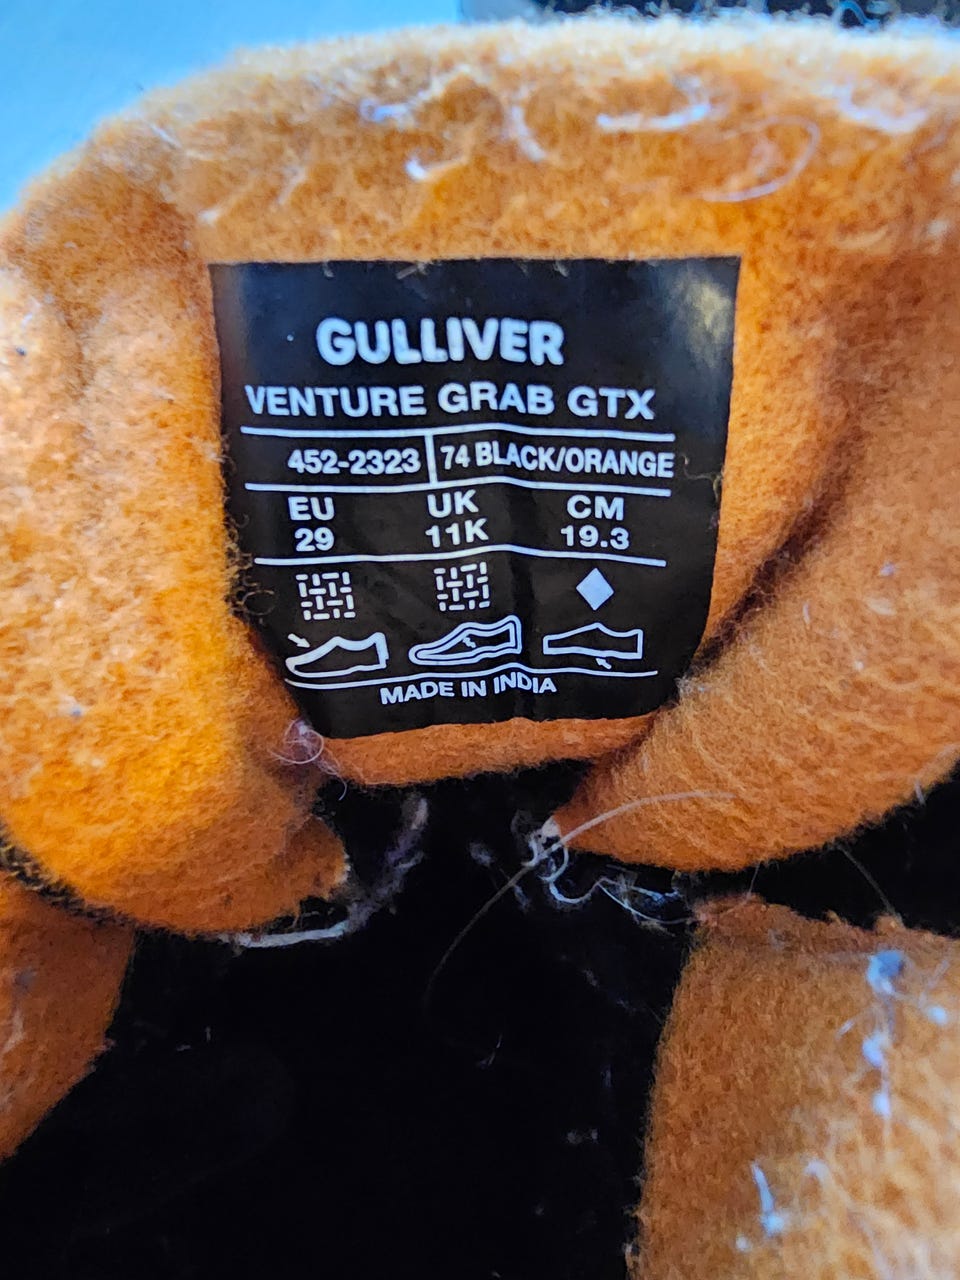 GULLIVER
VENTURE GRAB GTX
452-2323 74 BLACK/ORANGE
EU UK CM
29 11K 19.3
MADE IN INDIA